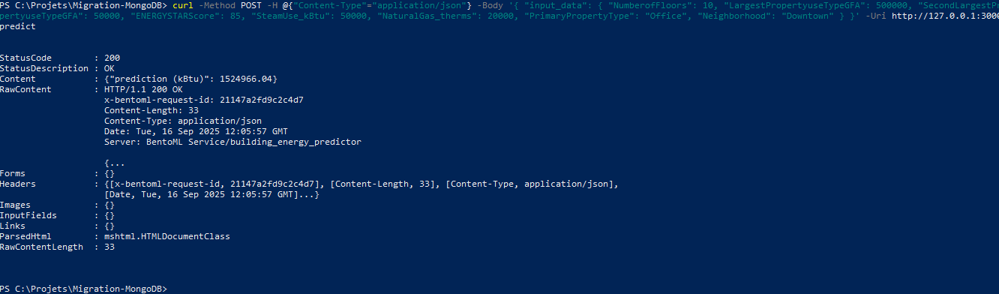 PS C:\Projets\Migration-MongoDB> curl -Method POST -H @{"Content-Type"="application/json"} -Body '{ "input_data": { "NumberofFloors": 10, "LargestPropertyuseTypeGFA": 500000, "SecondLargestPr
pertyuseTypeGFA": 50000, "ENERGYSTARScore": 85, "SteamUse_kBtu": 50000, "NaturalGas_therms": 20000, "PrimaryPropertyType": "Office", "Neighborhood": "Downtown" } }' -Uri http://127.0.0.1:3000
predict
StatusCode : 200
StatusDescription : OK
Content : {"prediction (kBtu)": 1524966.04}
RawContent : HTTP/1.1 200 OK
x-bentoml-request-id: 21147a2fd9c2c4d7
Content-Length: 33
Content-Type: application/json
Date: Tue, 16 Sep 2025 12:05:57 GMT
Server: BentoML Service/building_energy_predictor
{...
Forms : {}
Headers : {[x-bentoml-request-id, 21147a2fd9c2c4d7], [Content-Length, 33], [Content-Type, application/json],
[Date, Tue, 16 Sep 2025 12:05:57 GMT]...}
Images : {}
InputFields : {}
Links : {}
ParsedHtml : mshtml.HTMLDocumentClass
RawContentLength : 33
PS C:\Projets\Migration-MongoDB>